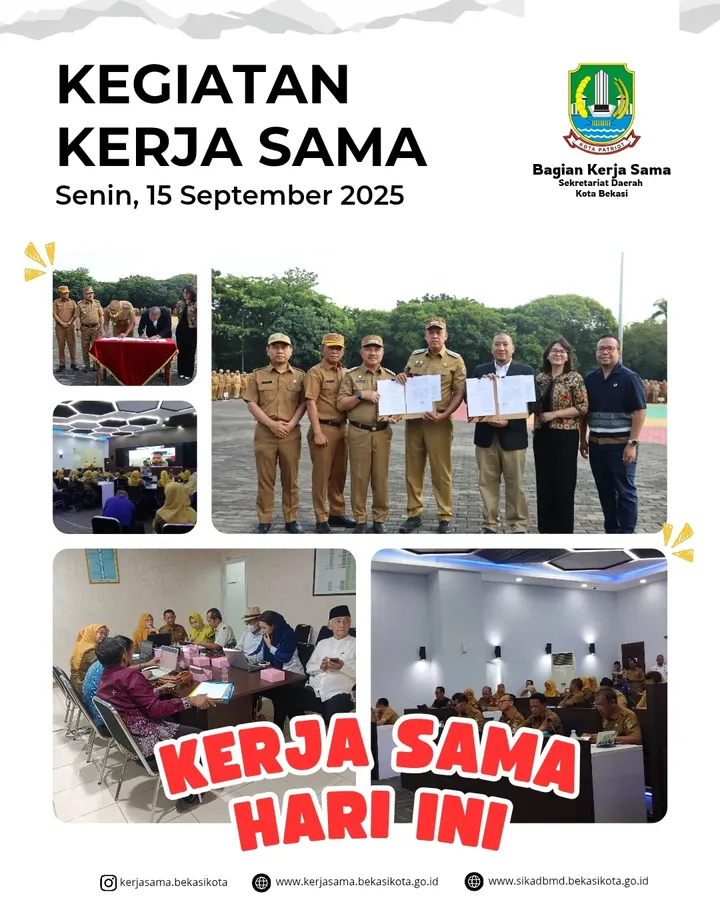 KEGIATAN
KERJA SAMA
Senin, 15 September 2025
KOTA PATRIOT
Bagian Kerja Sama
Sekretariat Daerah
Kota Bekasi
KERJA SAMA
HARI INI
kerjasama.bekasikota
www.kerjasama.bekasikota.go.id
www.sikadbmd.bekasikota.go.id